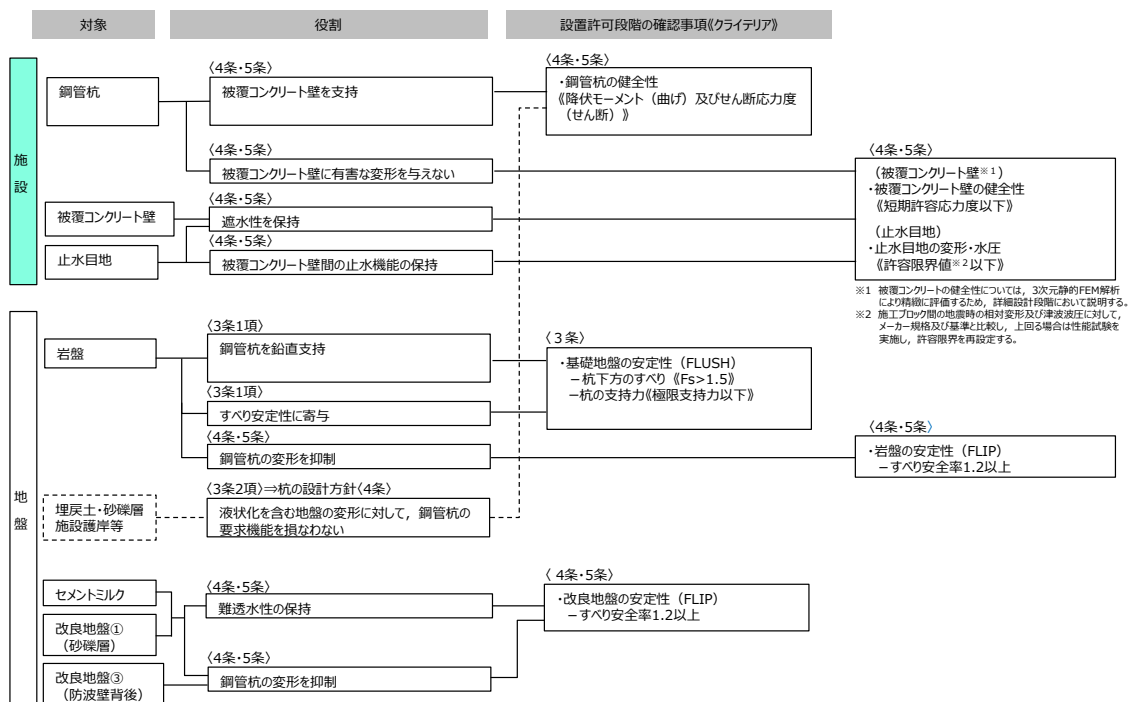 対象
役割
設置許可段階の確認事項《クライテリア》
施設
鋼管杭
〈4条・5条〉
被覆コンクリート壁を支持
〈4条・5条〉
・鋼管杭の健全性
《降伏モーメント（曲げ）及びせん断応力度
（せん断）》
〈4条・5条〉
被覆コンクリート壁に有害な変形を与えない
被覆コンクリート壁
〈4条・5条〉
遮水性を保持
止水目地
〈4条・5条〉
被覆コンクリート壁間の止水機能の保持
〈4条・5条〉
（被覆コンクリート壁※1）
・被覆コンクリート壁の健全性
《短期許容応力度以下》
（止水目地）
・止水目地の変形・水圧
《許容限界値※2以下》
※1 被覆コンクリートの健全性については，3次元静的FEM解析
により精緻に評価するため，詳細設計段階において説明する。
※2 施工ブロック間の地震時の相対変形及び津波波圧に対して，
メーカー規格及び基準と比較し，上回る場合は性能試験を
実施し，許容限界を再設定する。
地盤
岩盤
〈3条1項〉
鋼管杭を鉛直支持
〈3条1項〉
すべり安定性に寄与
〈4条・5条〉
鋼管杭の変形を抑制
〈３条〉
・基礎地盤の安定性（FLUSH）
－杭下方のすべり《Fs>1.5》
－杭の支持力《極限支持力以下》
〈4条・5条〉
・岩盤の安定性（FLIP）
－すべり安全率1.2以上
埋戻土・砂礫層
施設護岸等
〈3条2項〉⇒杭の設計方針〈4条〉
液状化を含む地盤の変形に対して，鋼管杭の
要求機能を損なわない
セメントミルク
改良地盤①
（砂礫層）
〈4条・5条〉
難透水性の保持
〈 4条・5条〉
・改良地盤の安定性（FLIP）
－すべり安全率1.2以上
改良地盤③
（防波壁背後）
〈4条・5条〉
鋼管杭の変形を抑制